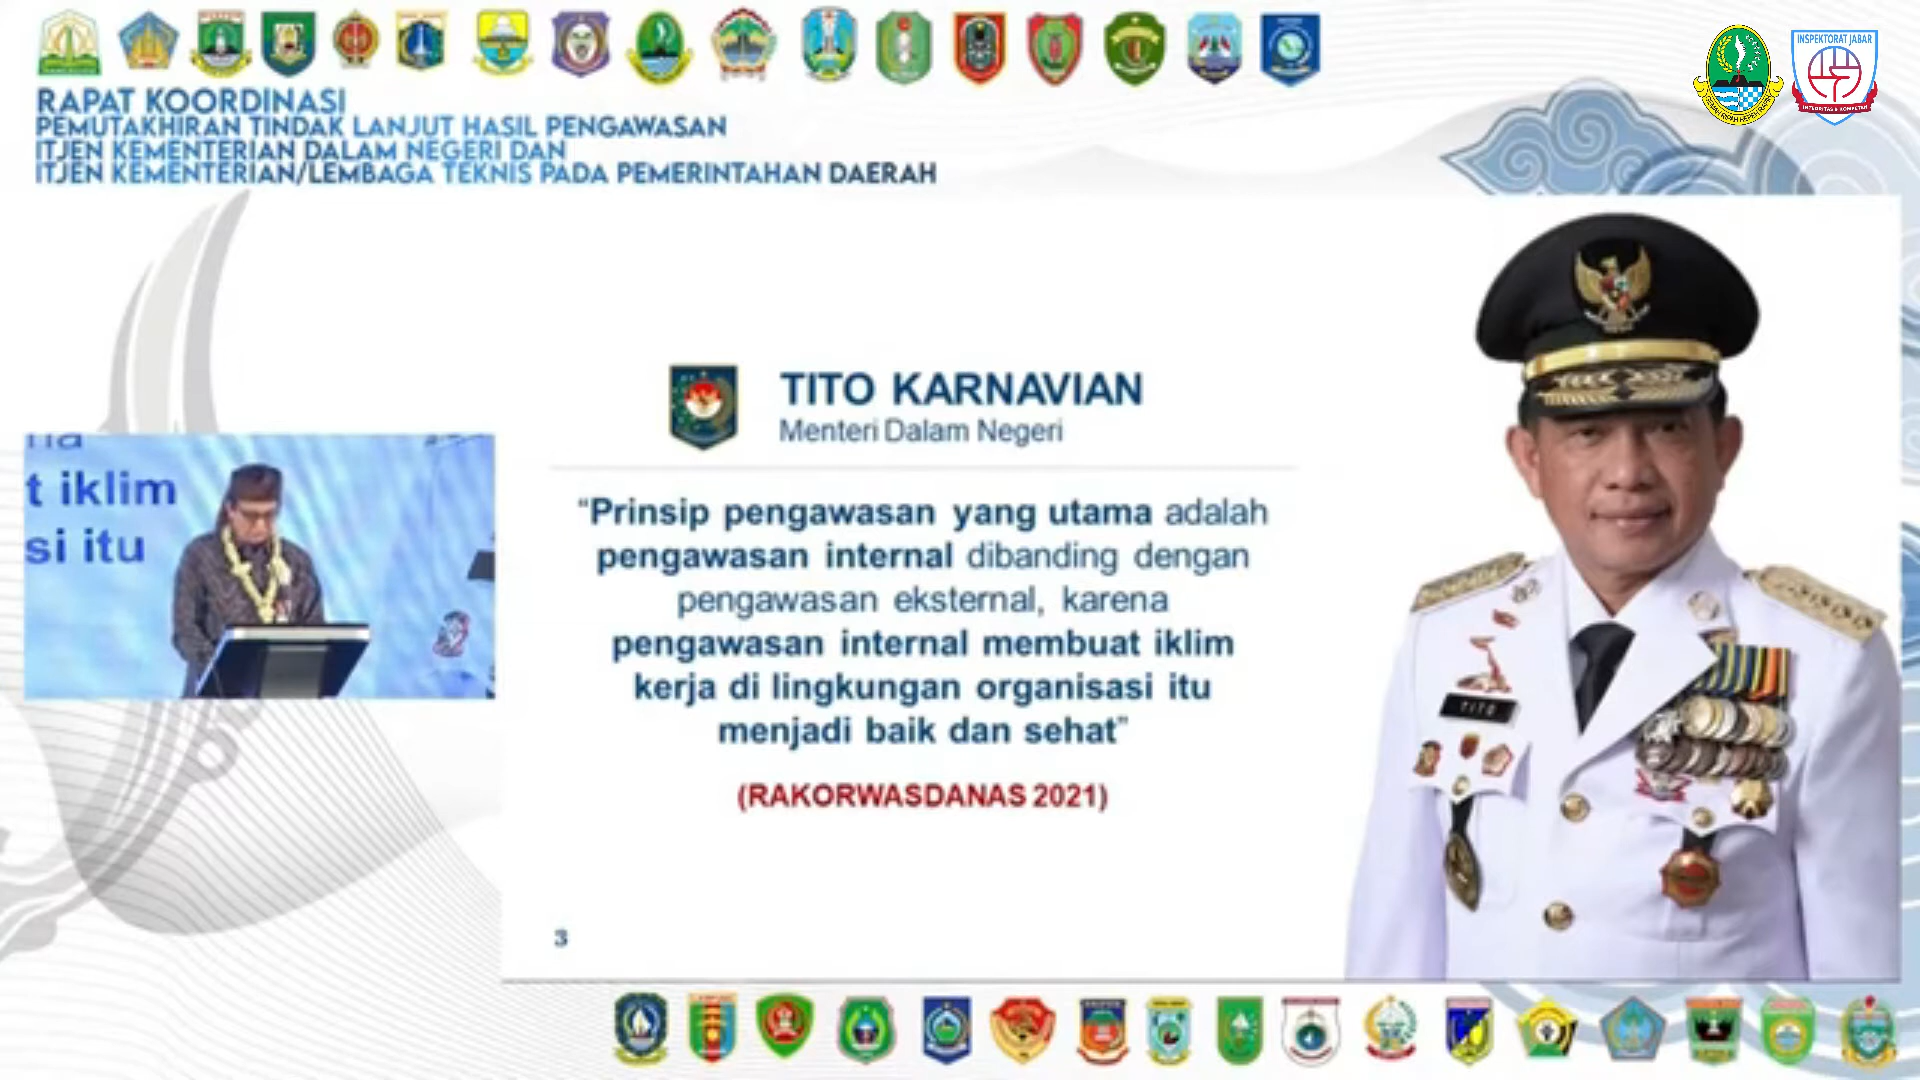 INSPEKTORAT JABAR
INTEGRITAS & KOMPETEN
RAPAT KOORDINASI
PEMUTAKHIRAN TINDAK LANJUT HASIL PENGAWASAN
ITJEN KEMENTERIAN DALAM NEGERI DAN
ITJEN KEMENTERIAN/LEMBAGA TEKNIS PADA PEMERINTAHAN DAERAH
TITO KARNAVIAN
Menteri Dalam Negeri
t iklim
si itu
“Prinsip pengawasan yang utama adalah
pengawasan internal dibanding dengan
pengawasan eksternal, karena
pengawasan internal membuat iklim
kerja di lingkungan organisasi itu
menjadi baik dan sehat”
(RAKORWASDANAS 2021)
TITO
3